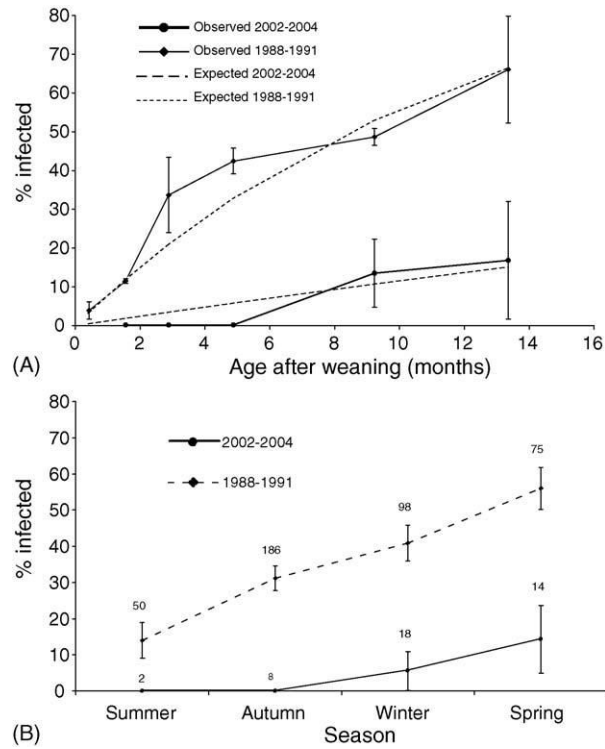 80
70
60
50
40
30
20
10
0
% infected
Observed 2002-2004
Observed 1988-1991
Expected 2002-2004
Expected 1988-1991
0 2 4 6 8 10 12 14 16
(A) Age after weaning (months)
80
70
60
50
40
30
20
10
0
% infected
2002-2004
1988-1991
50
186
98
75
2
8
18
14
Summer Autumn Winter Spring
(B) Season